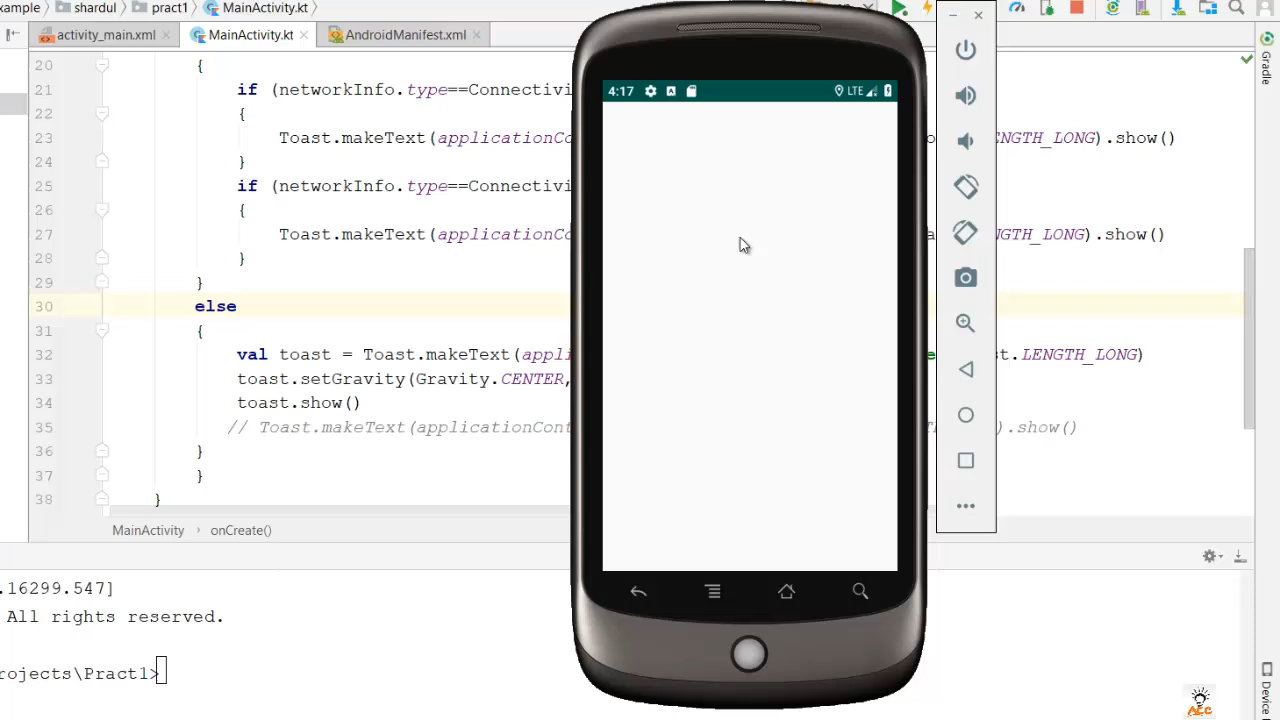 xample shardul pract1 MainActivity.kt
activity_main.xml MainActivity.kt AndroidManifest.xml
Gradle
20 {
21 if (networkInfo.type==Connectivi
22 {
23 Toast.makeText(applicationCo NGTH_LONG).show()
24 }
25 if (networkInfo.type==Connectivi
26 {
27 Toast.makeText(applicationCo GTH_LONG).show()
28 }
29 }
30 else
31 {
32 val toast = Toast.makeText(appli st.LENGTH_LONG)
33 toast.setGravity(Gravity.CENTER,
34 toast.show()
35 // Toast.makeText(applicationCont ).show()
36 }
37 }
38 }
4:17 LTE
MainActivity onCreate()
.16299.547]
All rights reserved.
rojects\Pract1>
Device
AEC